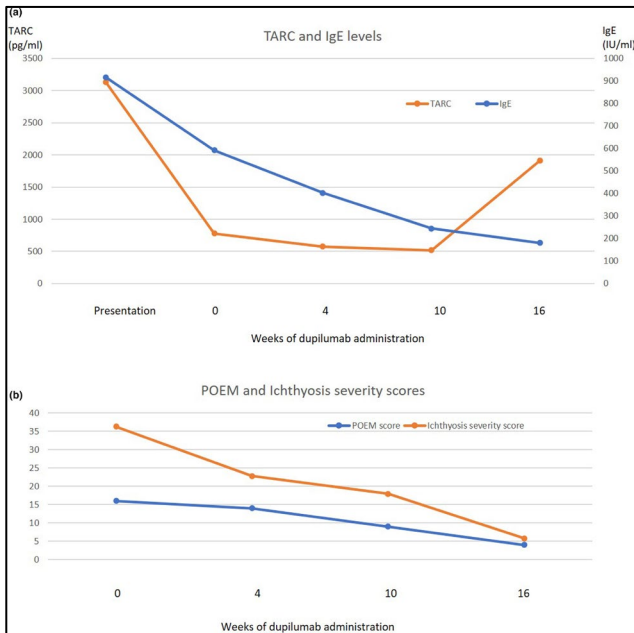 (a)
TARC and IgE levels
TARC
(pg/ml)
IgE
(IU/ml)
3500
3000
2500
2000
1500
1000
500
0
1000
900
800
700
600
500
400
300
200
100
0
TARC IgE
Presentation 0 4 10 16
Weeks of dupilumab administration
(b)
POEM and Ichthyosis severity scores
40
35
30
25
20
15
10
5
0
POEM score Ichthyosis severity score
0 4 10 16
Weeks of dupilumab administration